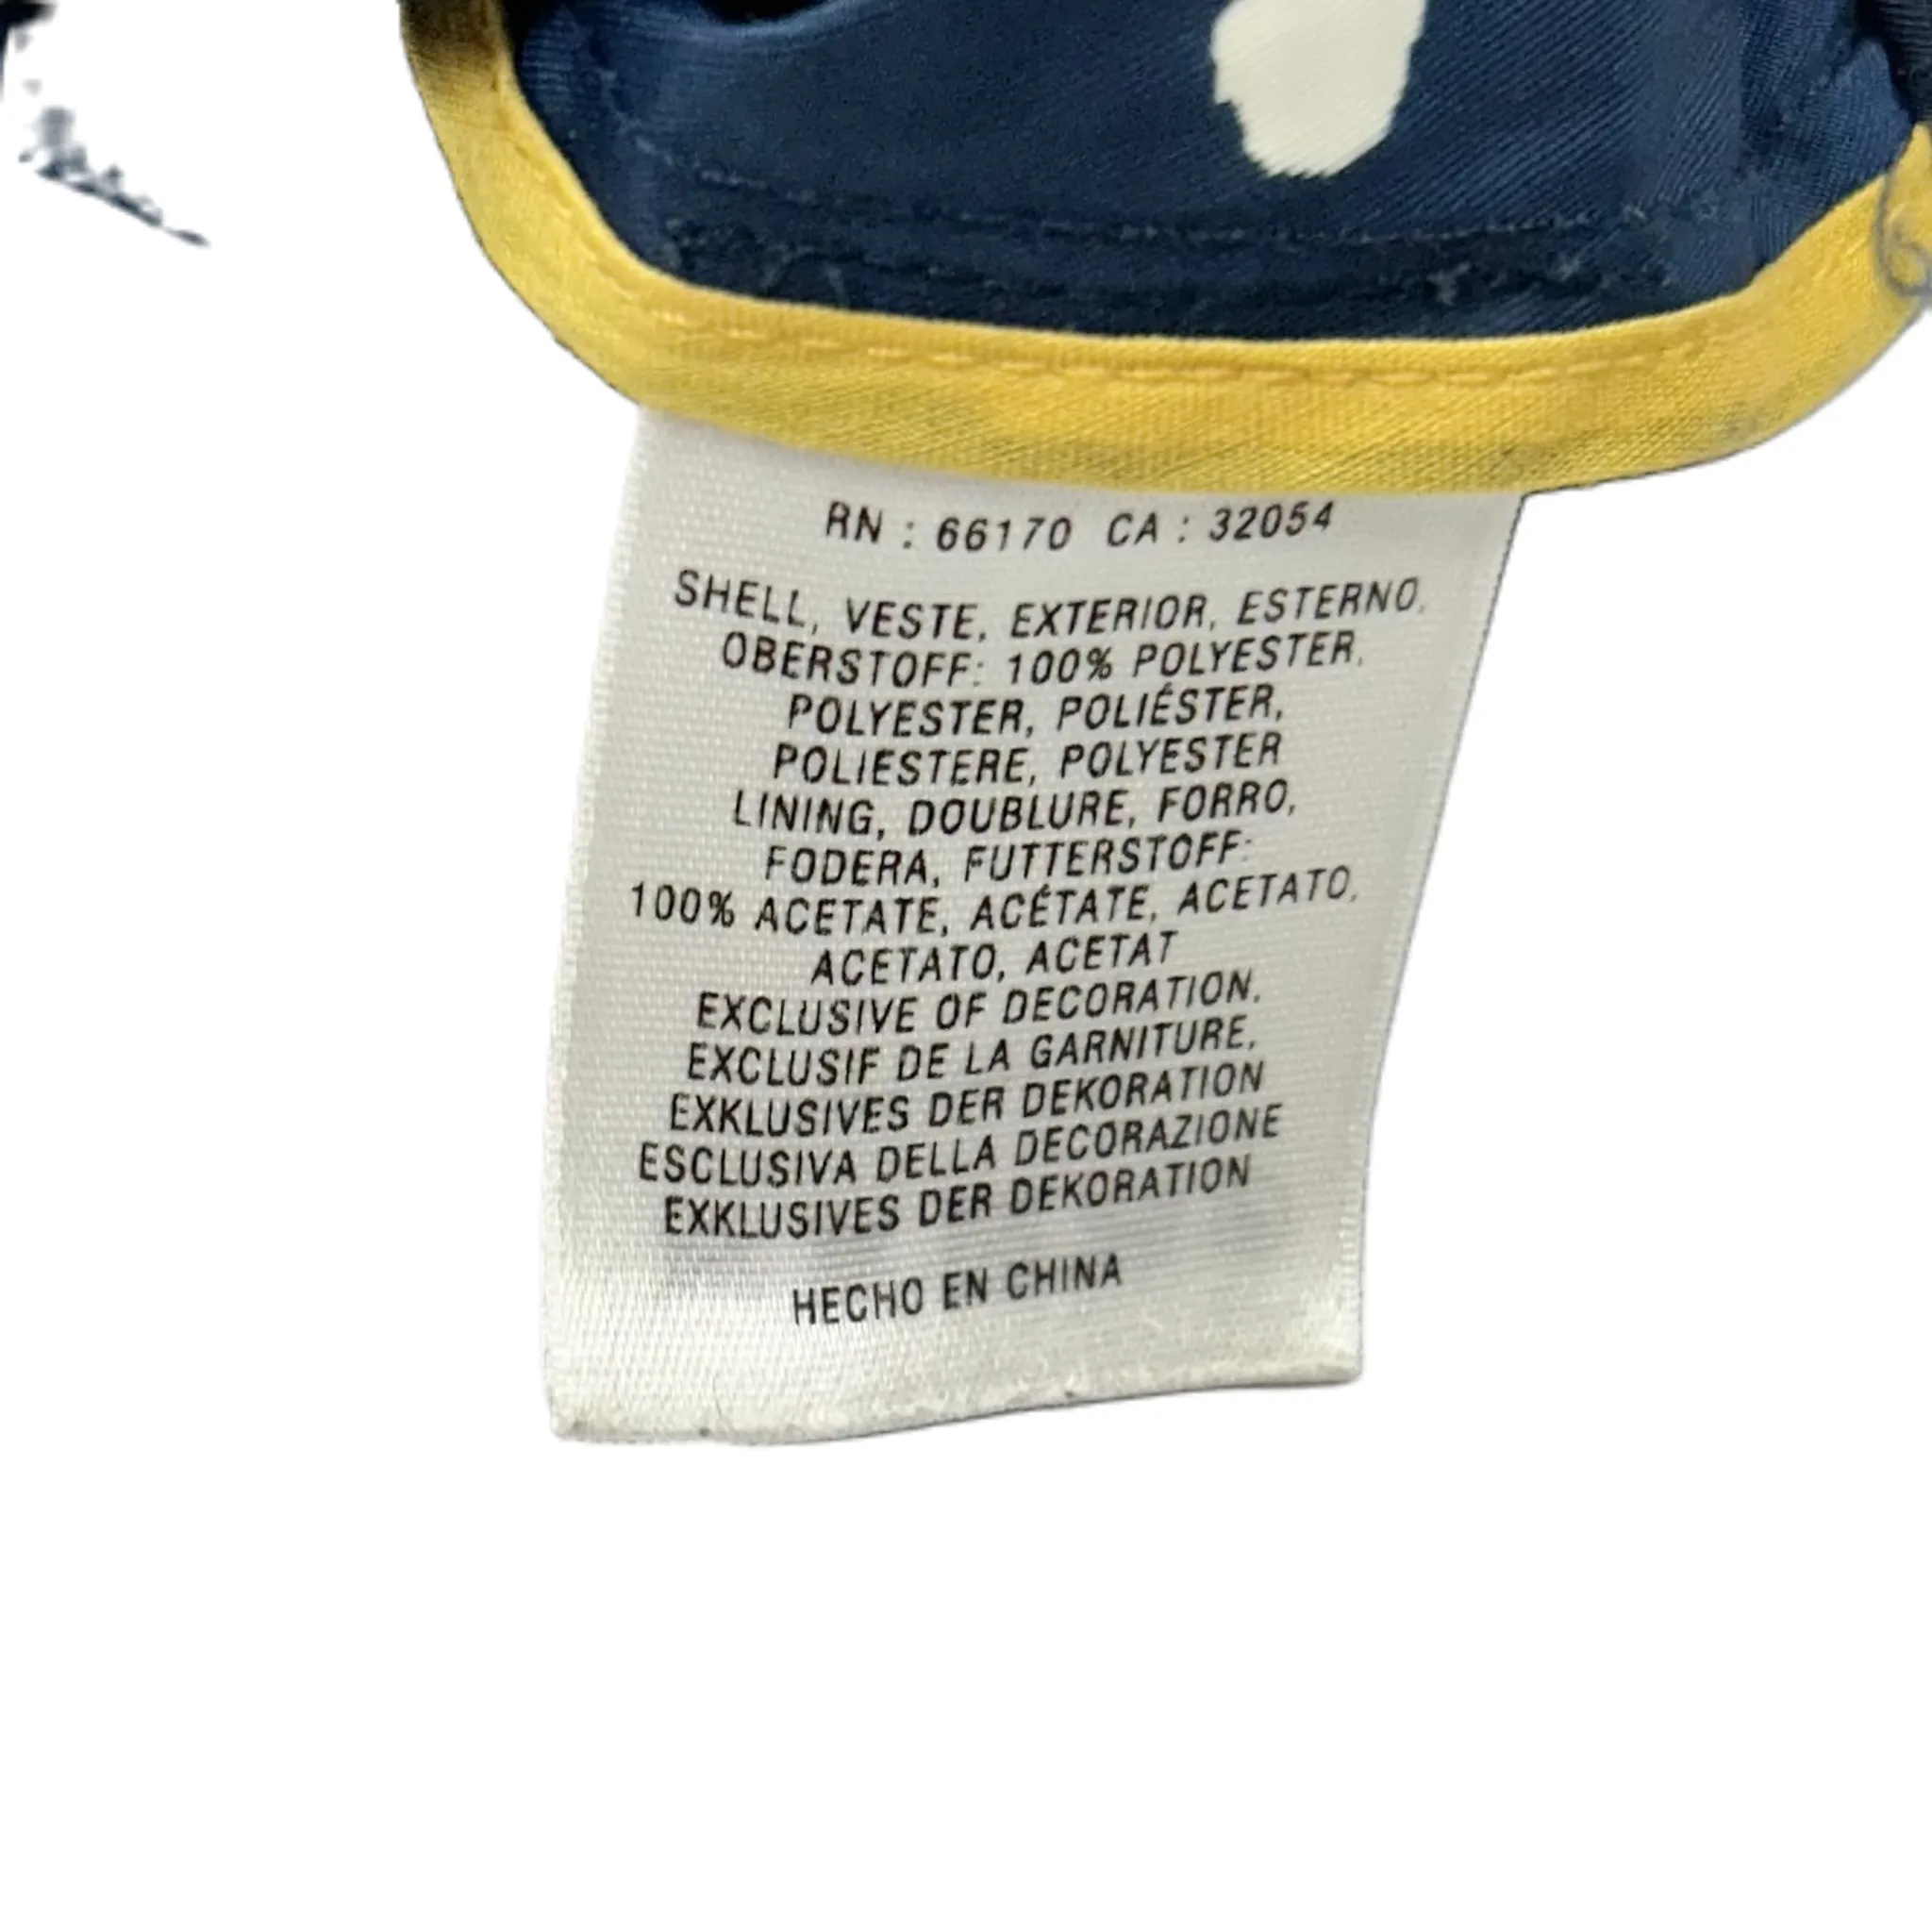 RN : 66170 CA : 32054
SHELL, VESTE, EXTERIOR, ESTERNO,
OBERSTOFF: 100% POLYESTER,
POLYESTER, POLIÉSTER,
POLIESTERE, POLYESTER
LINING, DOUBLURE, FORRO,
FODERA, FUTTERSTOFF:
100% ACETATE, ACÉTATE, ACETATO,
ACETATO, ACETAT
EXCLUSIVE OF DECORATION,
EXCLUSIF DE LA GARNITURE,
EXKLUSIVES DER DEKORATION
ESCLUSIVA DELLA DECORAZIONE
EXKLUSIVES DER DEKORATION
HECHO EN CHINA